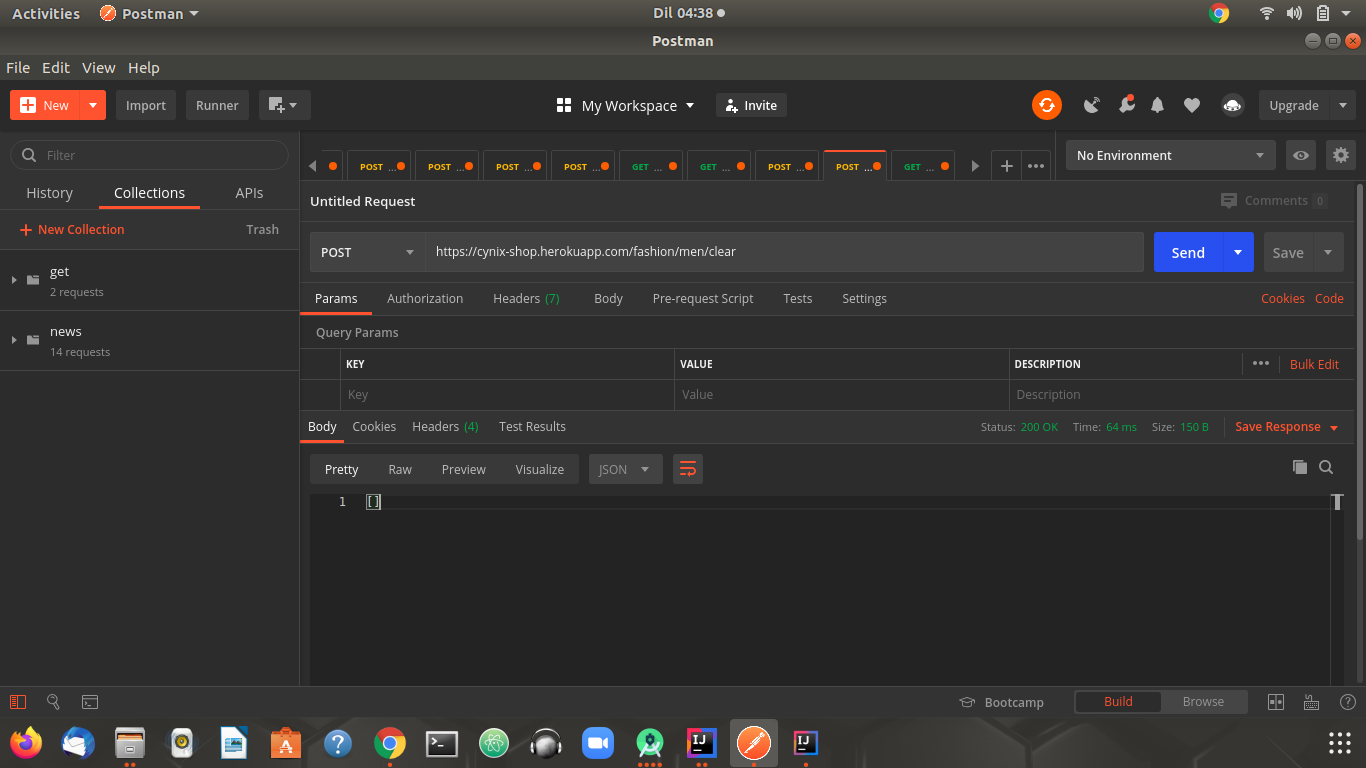 Activities Postman Dil 04:38
Postman
File Edit View Help
New Import Runner My Workspace Invite Upgrade
Filter
History Collections APIs
New Collection Trash
get
2 requests
news
14 requests
POST ... POST ... POST ... POST ... GET ... GET ... POST ... POST ... GET ... No Environment
Untitled Request Comments 0
POST https://cynix-shop.herokuapp.com/fashion/men/clear Send Save
Params Authorization Headers (7) Body Pre-request Script Tests Settings Cookies Code
Query Params
KEY VALUE DESCRIPTION ••• Bulk Edit
Key Value Description
Body Cookies Headers (4) Test Results Status: 200 OK Time: 64 ms Size: 150 B Save Response
Pretty Raw Preview Visualize JSON
1 []
Bootcamp Build Browse